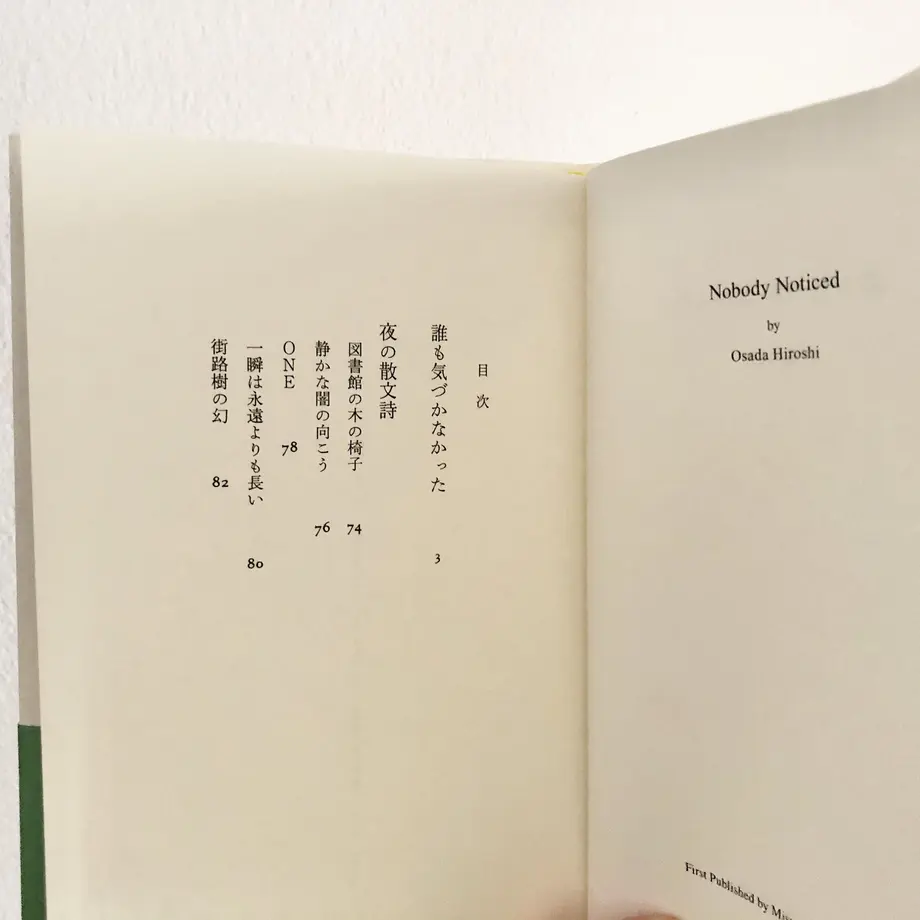 目次
誰も気づかなかった 3
夜の散文詩
図書館の木の椅子 74
静かな闇の向こう 76
ONE 78
一瞬は永遠よりも長い 80
街路樹の幻 82
Nobody Noticed
by
Osada Hiroshi
First Published by